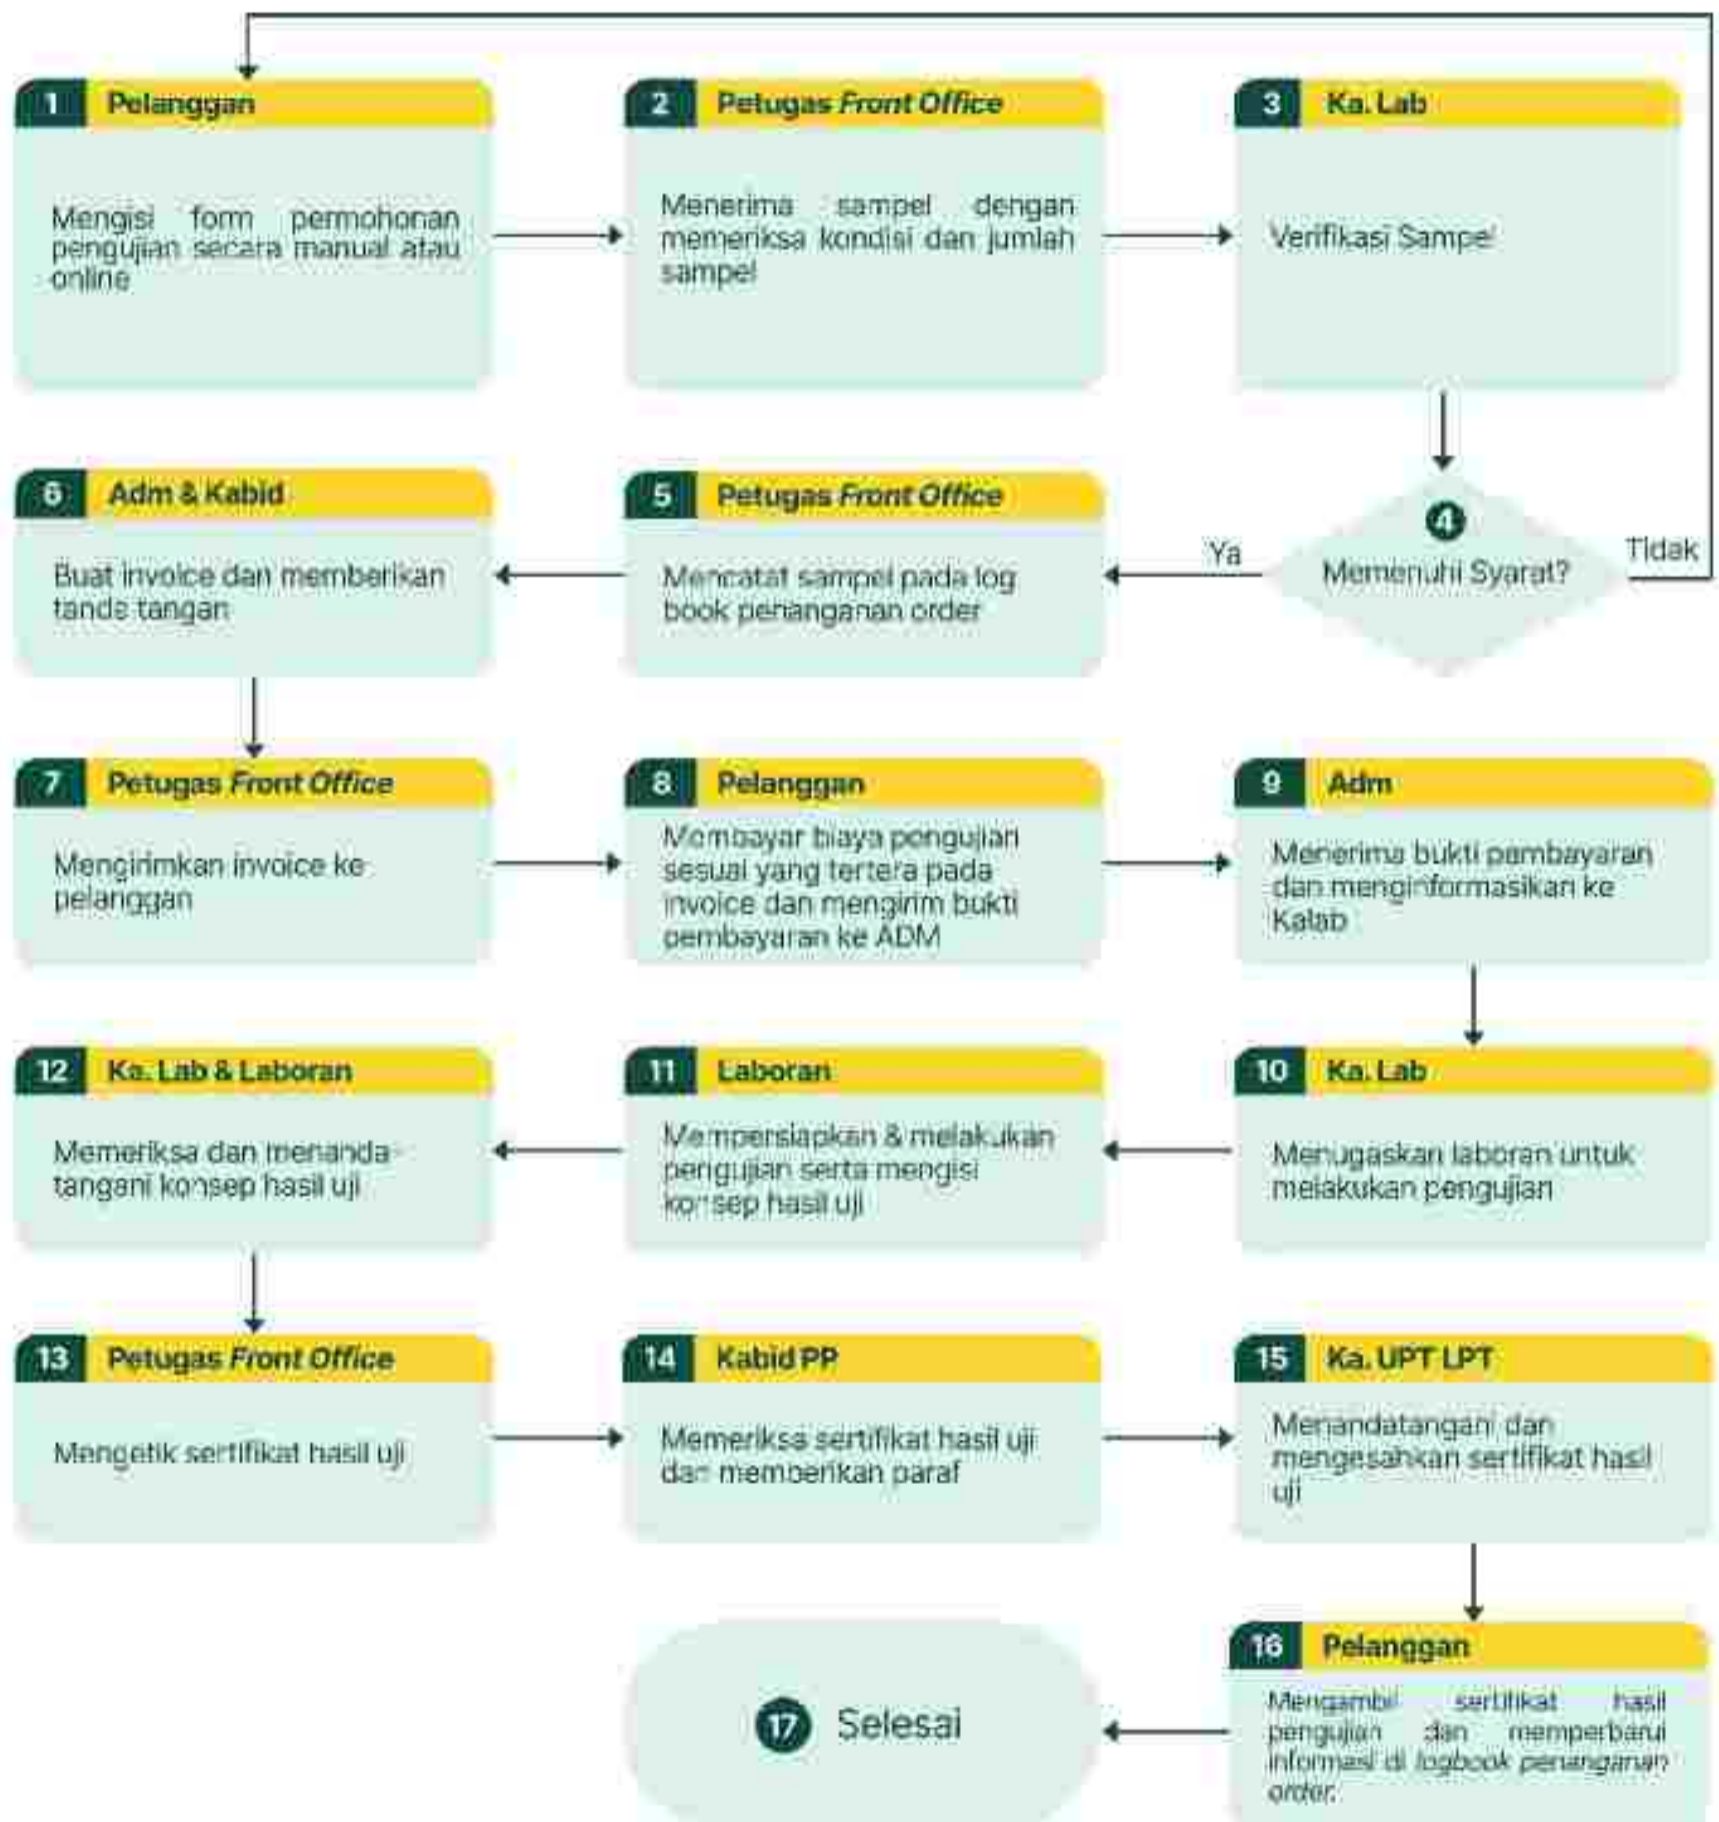 1 Pelanggan
Mengisi form permohonan
pengujian secara manual atau
online
2 Petugas Front Office
Menerima sampel dengan
memeriksa kondisi dan jumlah
sampel
3 Ka. Lab
Verifikasi Sampel
4
Memenuhi Syarat?
Ya
Tidak
5 Petugas Front Office
Mencatat sampel pada log
book penanganan order
6 Adm & Kabid
Buat invoice dan memberikan
tanda tangan
7 Petugas Front Office
Mengirimkan invoice ke
pelanggan
8 Pelanggan
Membayar biaya pengujian
sesuai yang tertera pada
invoice dan mengirim bukti
pembayaran ke ADM
9 Adm
Menerima bukti pembayaran
dan menginformasikan ke
Kalab
10 Ka. Lab
Menugaskan laboran untuk
melakukan pengujian
11 Laboran
Mempersiapkan & melakukan
pengujian serta mengisi
konsep hasil uji
12 Ka. Lab & Laboran
Memeriksa dan menanda-
tangani konsep hasil uji
13 Petugas Front Office
Mengetik sertifikat hasil uji
14 Kabid PP
Memeriksa sertifikat hasil uji
dan memberikan paraf
15 Ka. UPT LPT
Menandatangani dan
mengesahkan sertifikat hasil
uji
16 Pelanggan
Mengambil sertifikat hasil
pengujian dan memperbarui
informasi di logbook penanganan
order.
17 Selesai